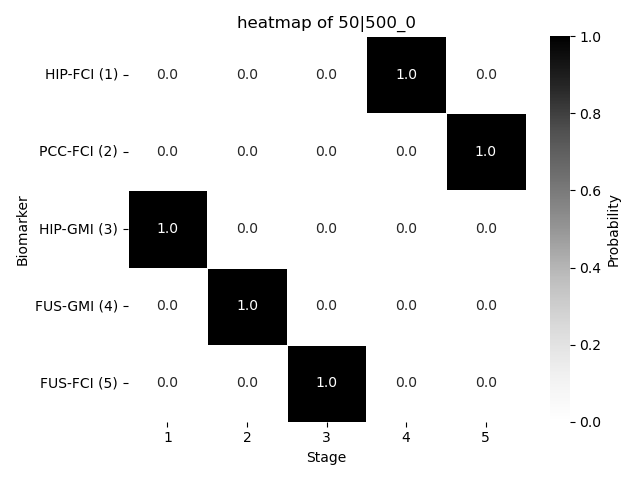 heatmap of 50|500_0
HIP-FCI (1) 0.0 0.0 0.0 1.0 0.0
PCC-FCI (2) 0.0 0.0 0.0 0.0 1.0
HIP-GMI (3) 1.0 0.0 0.0 0.0 0.0
FUS-GMI (4) 0.0 1.0 0.0 0.0 0.0
FUS-FCI (5) 0.0 0.0 1.0 0.0 0.0
1 2 3 4 5
Stage
Biomarker
1.0
0.8
0.6
0.4
0.2
0.0
Probability